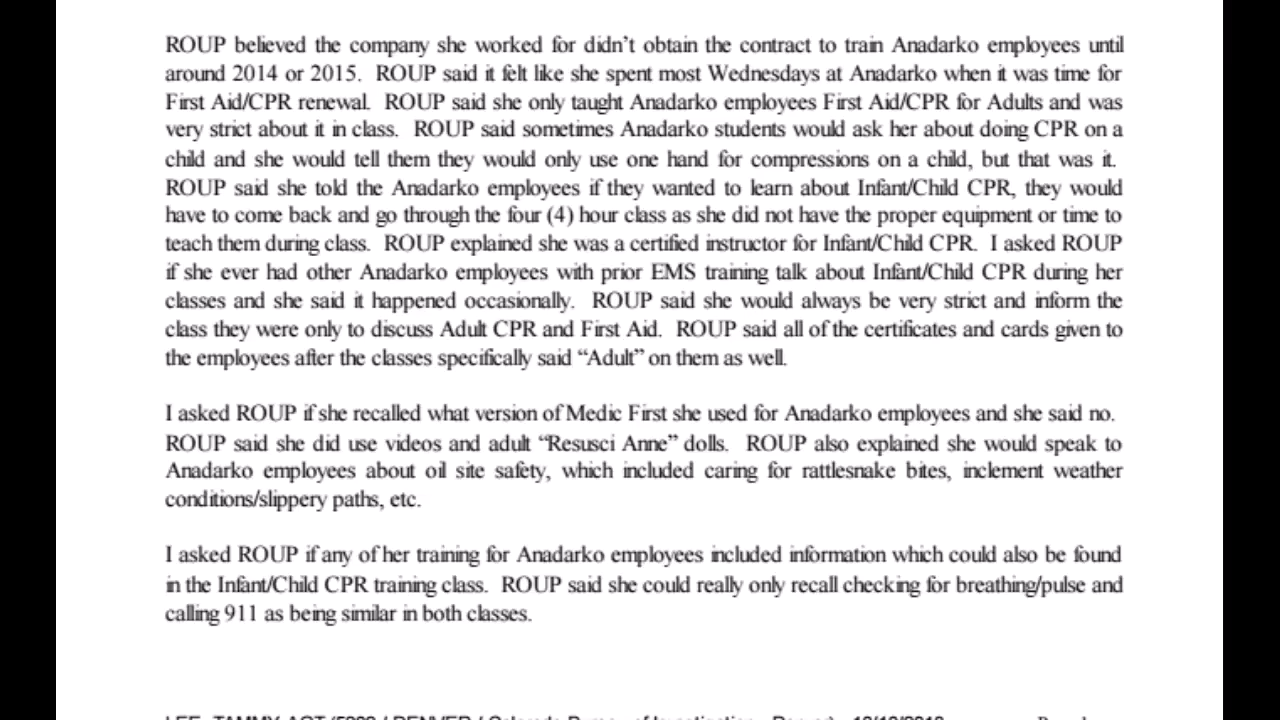 ROUP believed the company she worked for didn’t obtain the contract to train Anadarko employees until
around 2014 or 2015. ROUP said it felt like she spent most Wednesdays at Anadarko when it was time for
First Aid/CPR renewal. ROUP said she only taught Anadarko employees First Aid/CPR for Adults and was
very strict about it in class. ROUP said sometimes Anadarko students would ask her about doing CPR on a
child and she would tell them they would only use one hand for compressions on a child, but that was it.
ROUP said she told the Anadarko employees if they wanted to learn about Infant/Child CPR, they would
have to come back and go through the four (4) hour class as she did not have the proper equipment or time to
teach them during class. ROUP explained she was a certified instructor for Infant/Child CPR. I asked ROUP
if she ever had other Anadarko employees with prior EMS training talk about Infant/Child CPR during her
classes and she said it happened occasionally. ROUP said she would always be very strict and inform the
class they were only to discuss Adult CPR and First Aid. ROUP said all of the certificates and cards given to
the employees after the classes specifically said “Adult” on them as well.
I asked ROUP if she recalled what version of Medic First she used for Anadarko employees and she said no.
ROUP said she did use videos and adult “Resusci Anne” dolls. ROUP also explained she would speak to
Anadarko employees about oil site safety, which included caring for rattlesnake bites, inclement weather
conditions/slippery paths, etc.
I asked ROUP if any of her training for Anadarko employees included information which could also be found
in the Infant/Child CPR training class. ROUP said she could really only recall checking for breathing/pulse and
calling 911 as being similar in both classes.